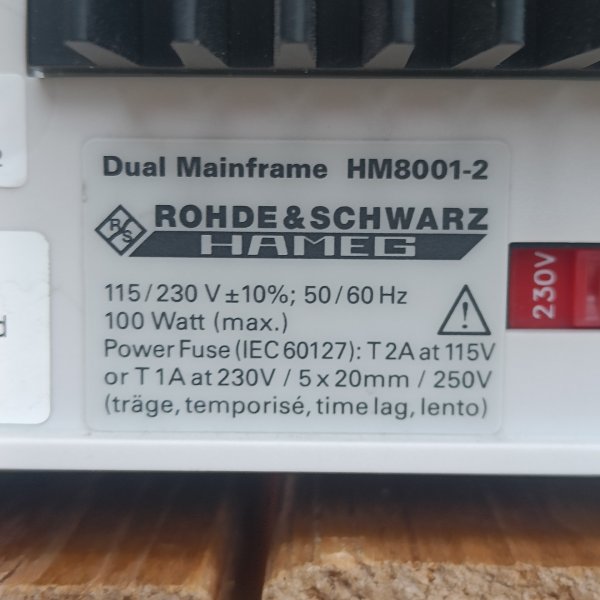 Dual Mainframe HM8001-2
R/S ROHDE&SCHWARZ
HAMEG
115/230 V ±10%; 50/60 Hz
100 Watt (max.)
Power Fuse (IEC 60127): T 2A at 115V
or T 1A at 230V / 5 x 20mm / 250V
(träge, temporisé, time lag, lento)
230V
2
d